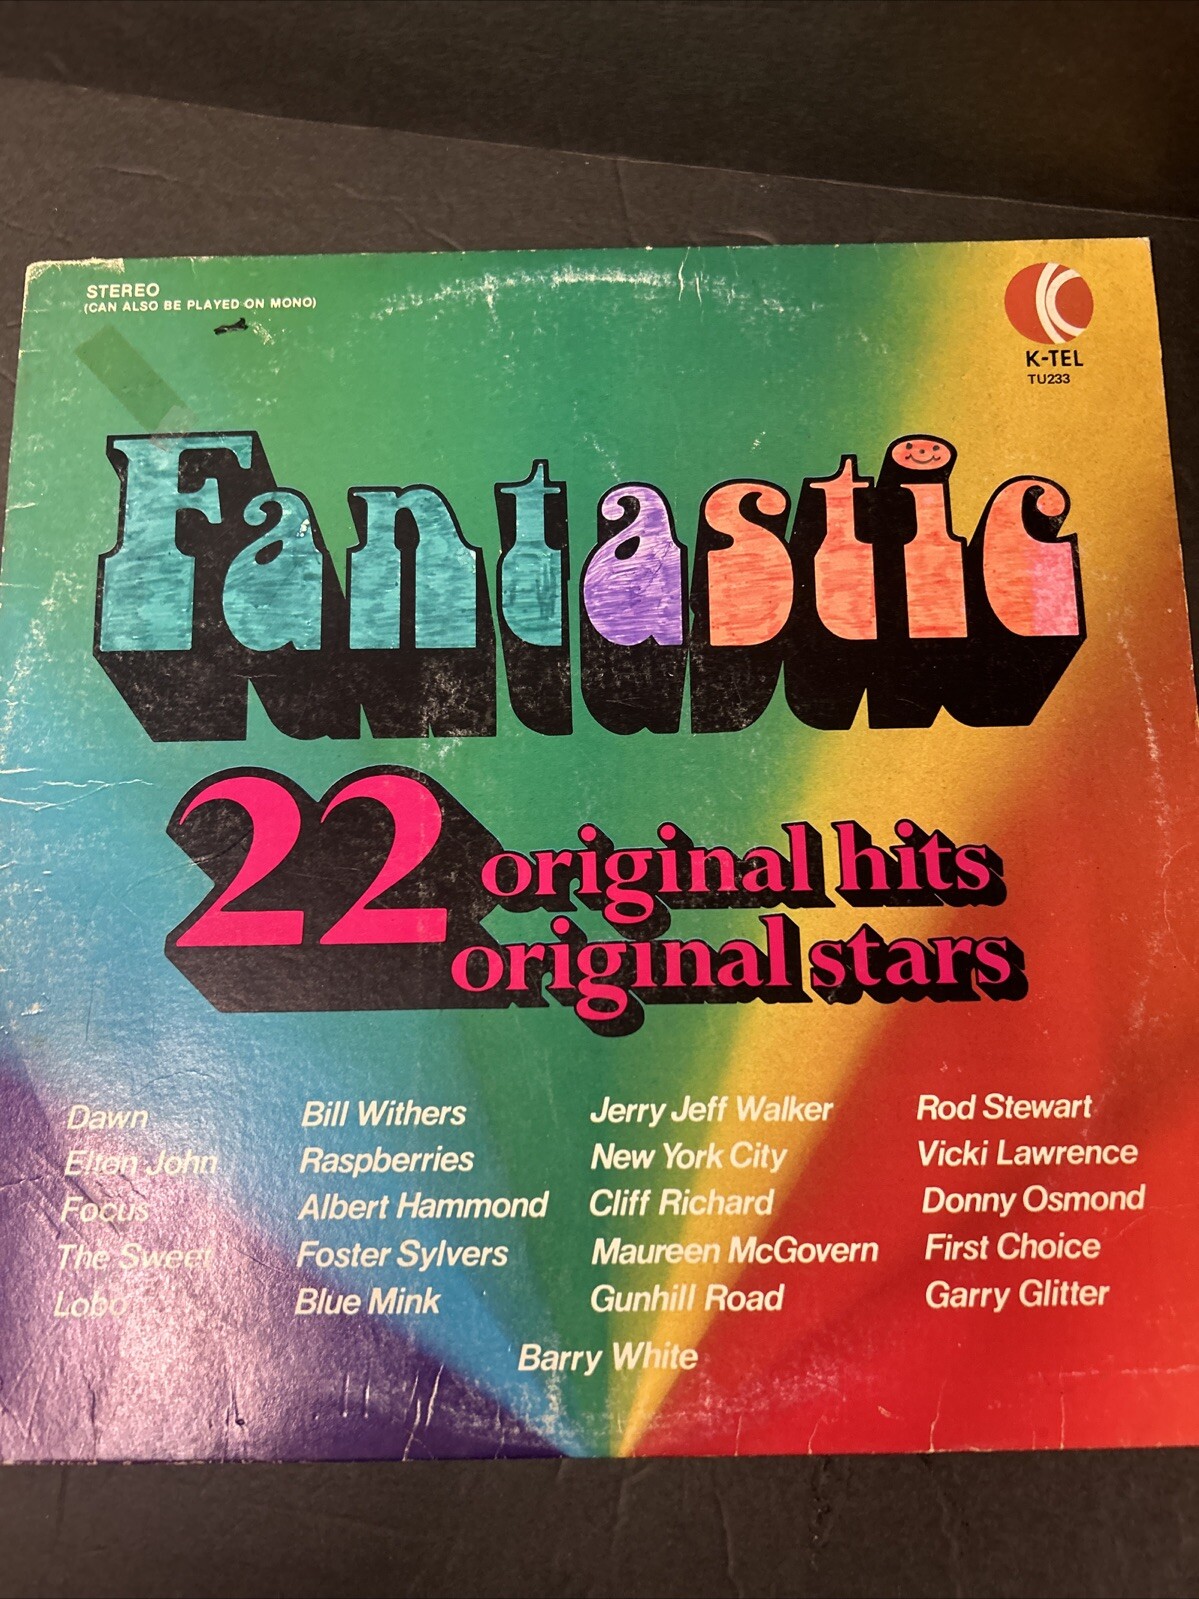 STEREO
(CAN ALSO BE PLAYED ON MONO)
K-TEL
TU233
Fantastic
22 original hits
original stars
Dawn
Elton John
Focus
The Sweet
Lobo
Bill Withers
Raspberries
Albert Hammond
Foster Sylvers
Blue Mink
Jerry Jeff Walker
New York City
Cliff Richard
Maureen McGovern
Gunhill Road
Rod Stewart
Vicki Lawrence
Donny Osmond
First Choice
Garry Glitter
Barry White